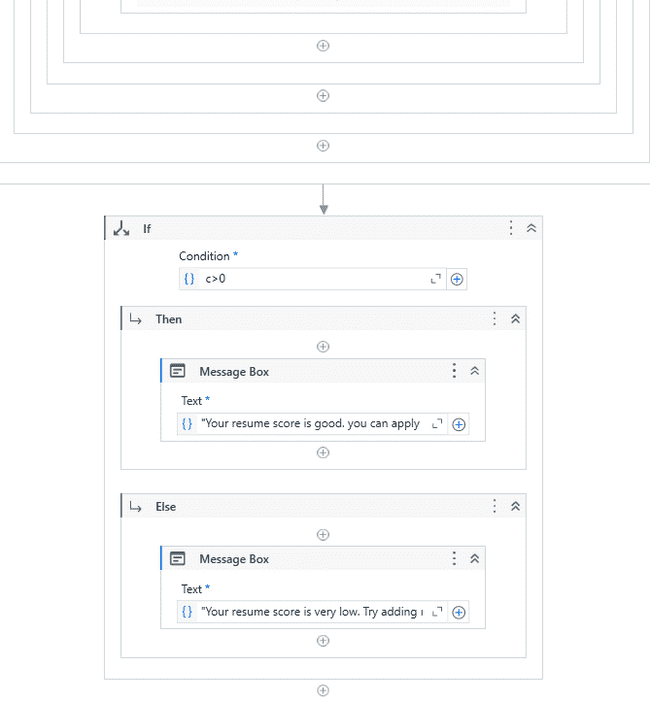 If
Condition *
{} c>0
Then
Message Box
Text *
{} "Your resume score is good. you can apply
Else
Message Box
Text *
{} "Your resume score is very low. Try adding